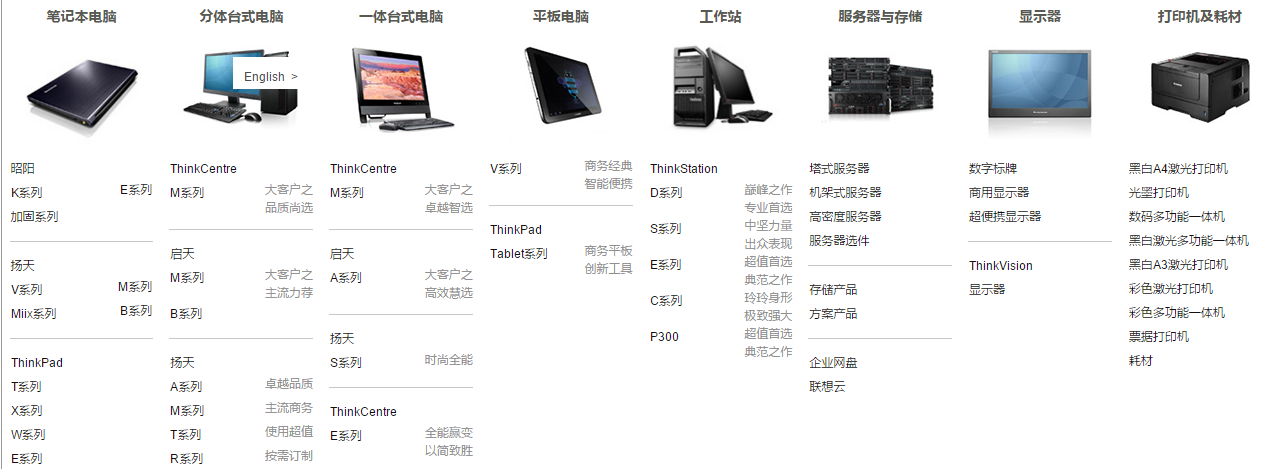 笔记本电脑
分体台式电脑
一体台式电脑
平板电脑
工作站
服务器与存储
显示器
打印机及耗材
English >
昭阳
K系列
E系列
加固系列
扬天
V系列
M系列
Miix系列
B系列
ThinkPad
T系列
X系列
W系列
E系列
ThinkCentre
M系列
大客户之
品质尚选
启天
M系列
大客户之
主流力荐
B系列
扬天
A系列
卓越品质
M系列
主流商务
T系列
使用超值
R系列
按需订制
ThinkCentre
M系列
大客户之
卓越智选
启天
A系列
大客户之
高效慧选
扬天
S系列
时尚全能
ThinkCentre
E系列
全能赢变
以简致胜
V系列
商务经典
智能便携
ThinkPad
Tablet系列
商务平板
创新工具
ThinkStation
D系列
巅峰之作
专业首选
S系列
中坚力量
出众表现
E系列
超值首选
典范之作
C系列
玲玲身形
极致强大
P300
超值首选
典范之作
塔式服务器
机架式服务器
高密度服务器
服务器选件
存储产品
方案产品
企业网盘
联想云
数字标牌
商用显示器
超便携显示器
ThinkVision
显示器
黑白A4激光打印机
光墨打印机
数码多功能一体机
黑白激光多功能一体机
黑白A3激光打印机
彩色激光打印机
彩色多功能一体机
票据打印机
耗材